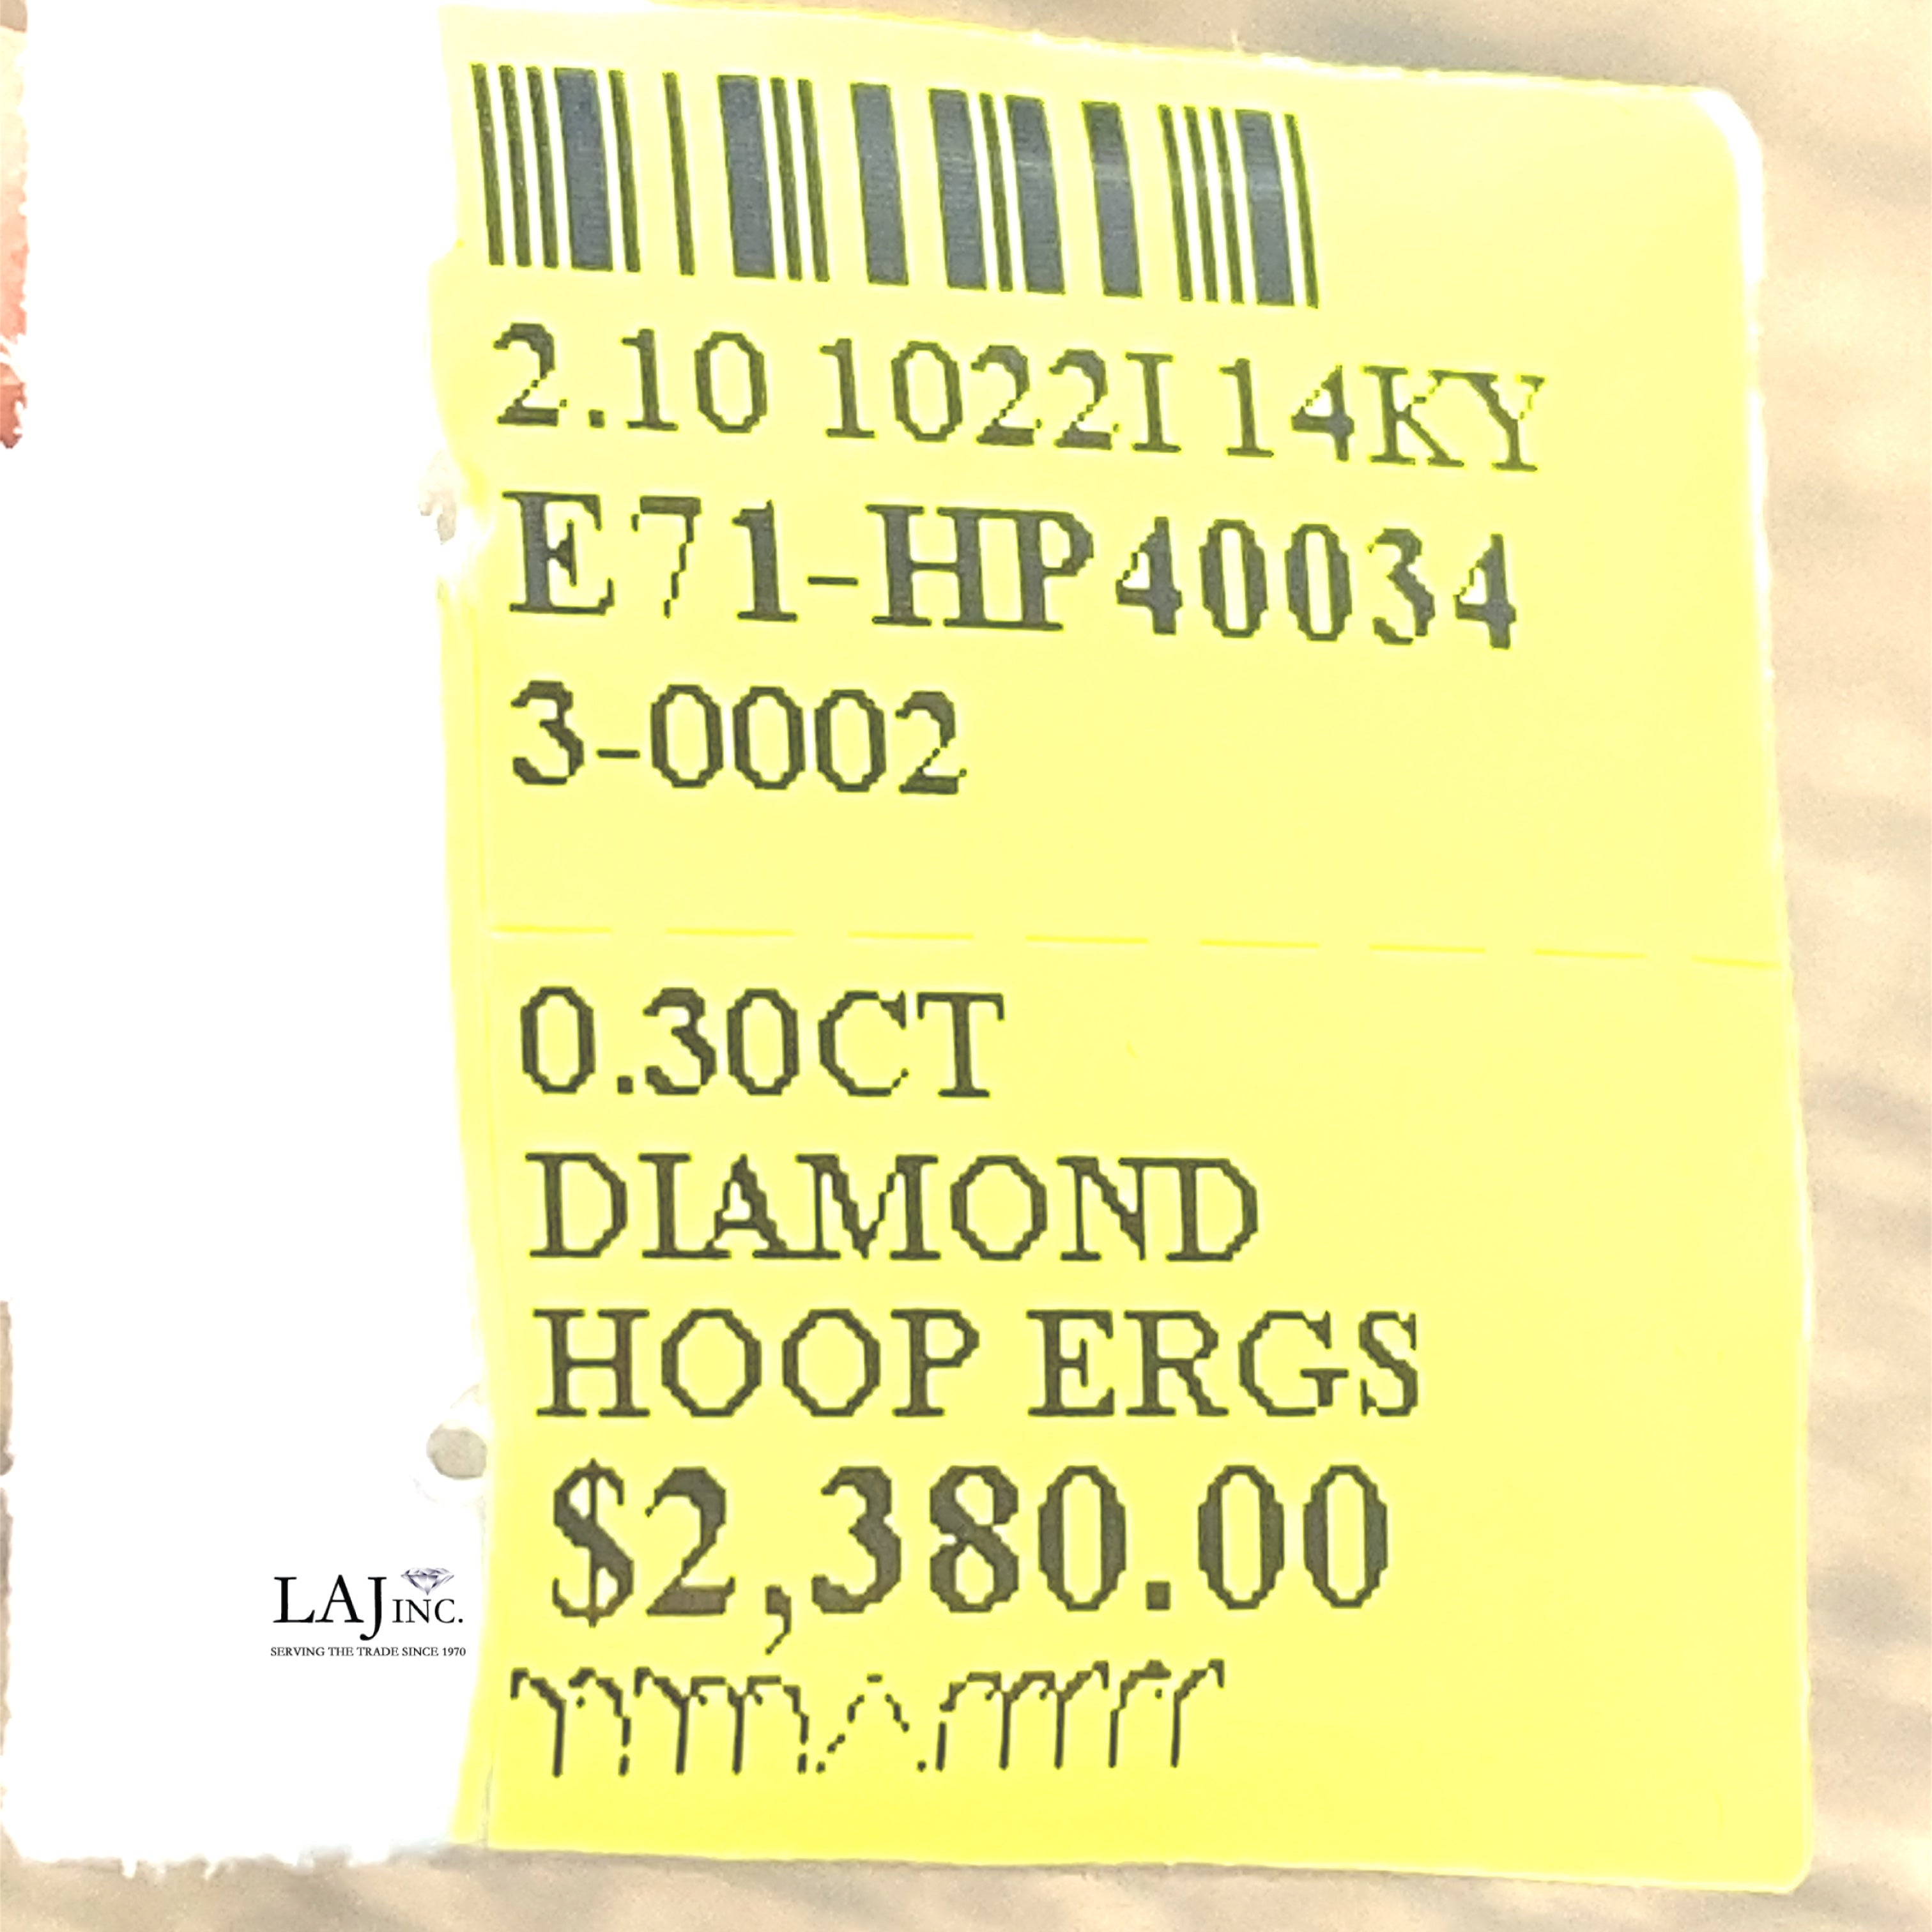 2.10 1022I 14KY
E71-HP40034
3-0002
0.30CT
DIAMOND
HOOP ERGS
$2,380.00
LAJ INC.
SERVING THE TRADE SINCE 1970